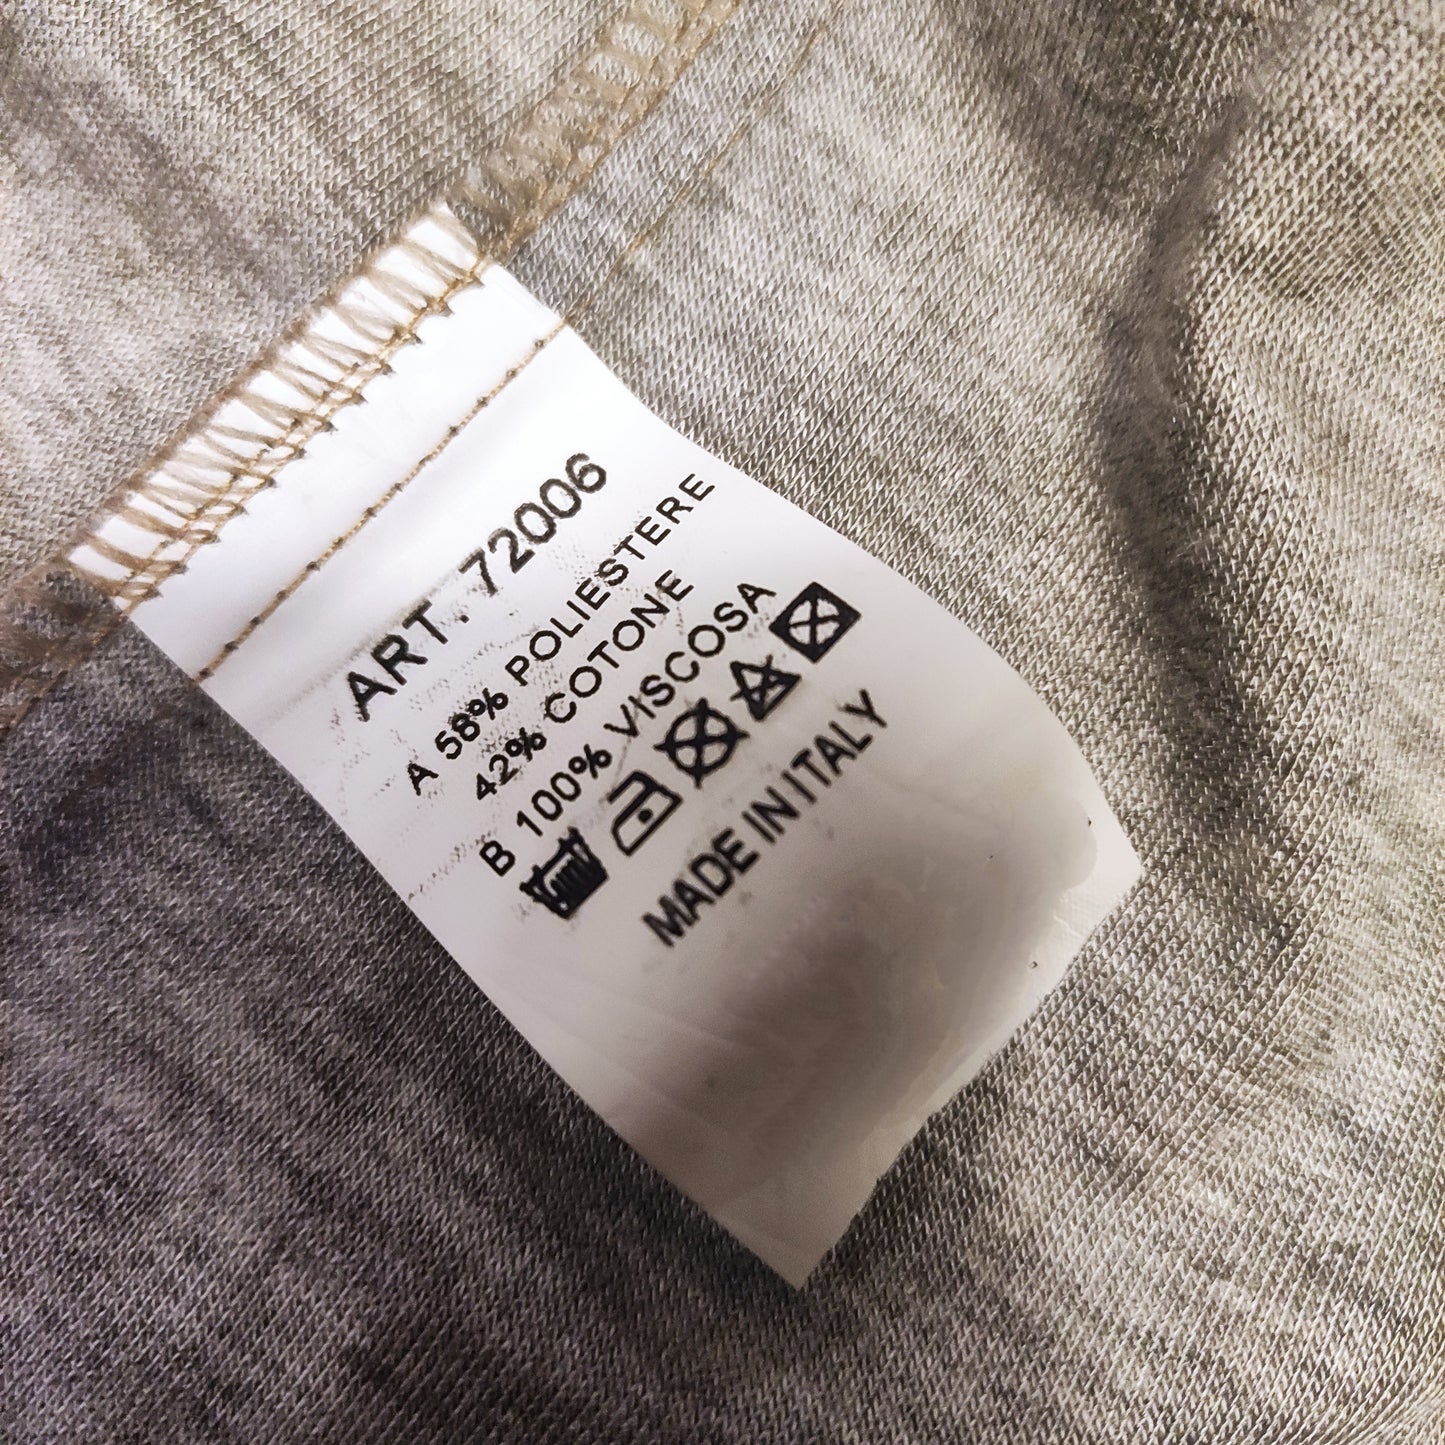 ART. 72006
A 58% POLIESTERE
42% COTONE
B 100% VISCOSA
MADE IN ITALY